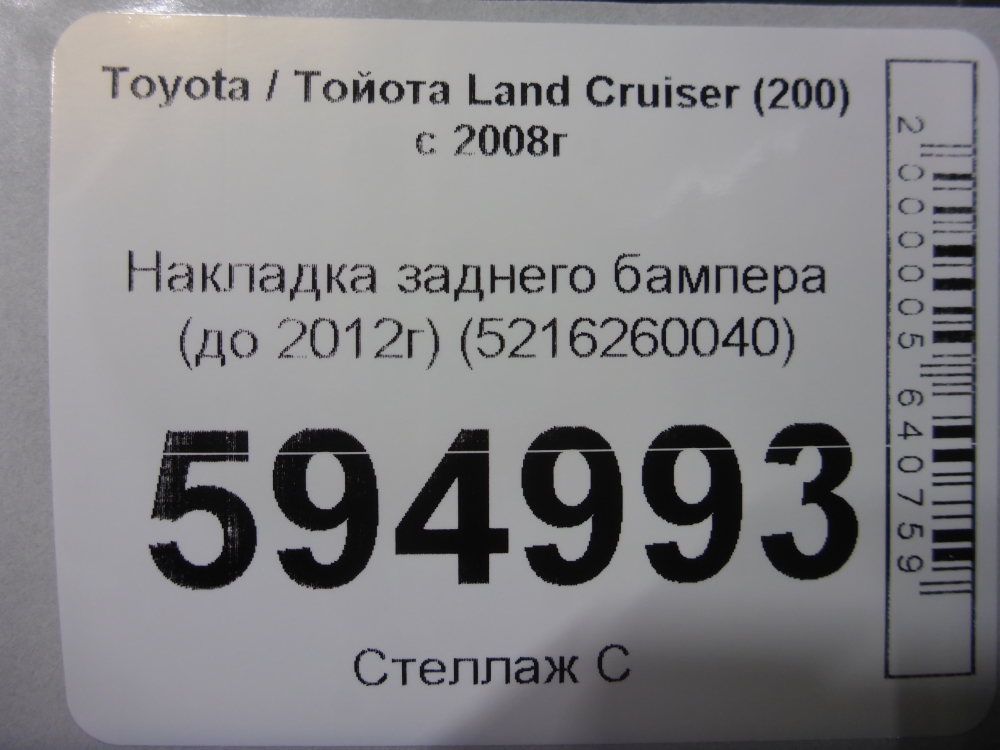 Toyota / Тойота Land Cruiser (200)
с 2008г
Накладка заднего бампера
(до 2012г) (5216260040)
594993
Стеллаж С
2000005640759